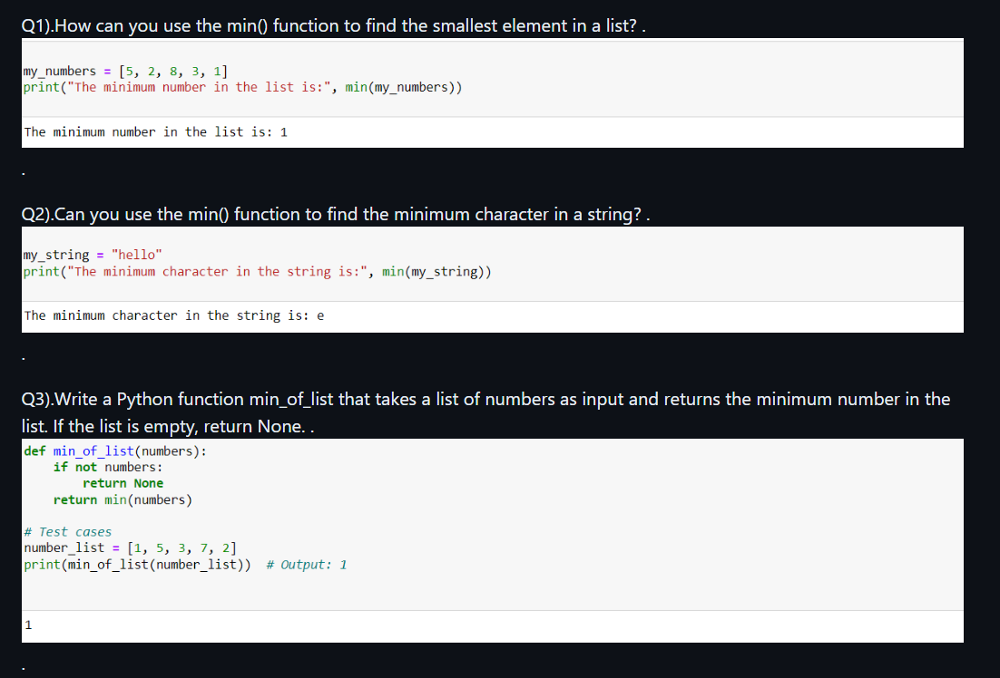 Q1).How can you use the min() function to find the smallest element in a list? .
my_numbers = [5, 2, 8, 3, 1]
print("The minimum number in the list is:", min(my_numbers))
The minimum number in the list is: 1
.
Q2).Can you use the min() function to find the minimum character in a string? .
my_string = "hello"
print("The minimum character in the string is:", min(my_string))
The minimum character in the string is: e
.
Q3).Write a Python function min_of_list that takes a list of numbers as input and returns the minimum number in the
list. If the list is empty, return None. .
def min_of_list(numbers):
    if not numbers:
        return None
    return min(numbers)
# Test cases
number_list = [1, 5, 3, 7, 2]
print(min_of_list(number_list))  # Output: 1
1
.